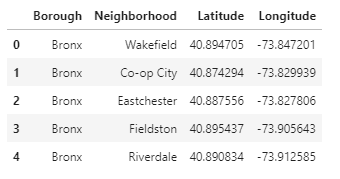 Borough Neighborhood Latitude Longitude
0 Bronx Wakefield 40.894705 -73.847201
1 Bronx Co-op City 40.874294 -73.829939
2 Bronx Eastchester 40.887556 -73.827806
3 Bronx Fieldston 40.895437 -73.905643
4 Bronx Riverdale 40.890834 -73.912585